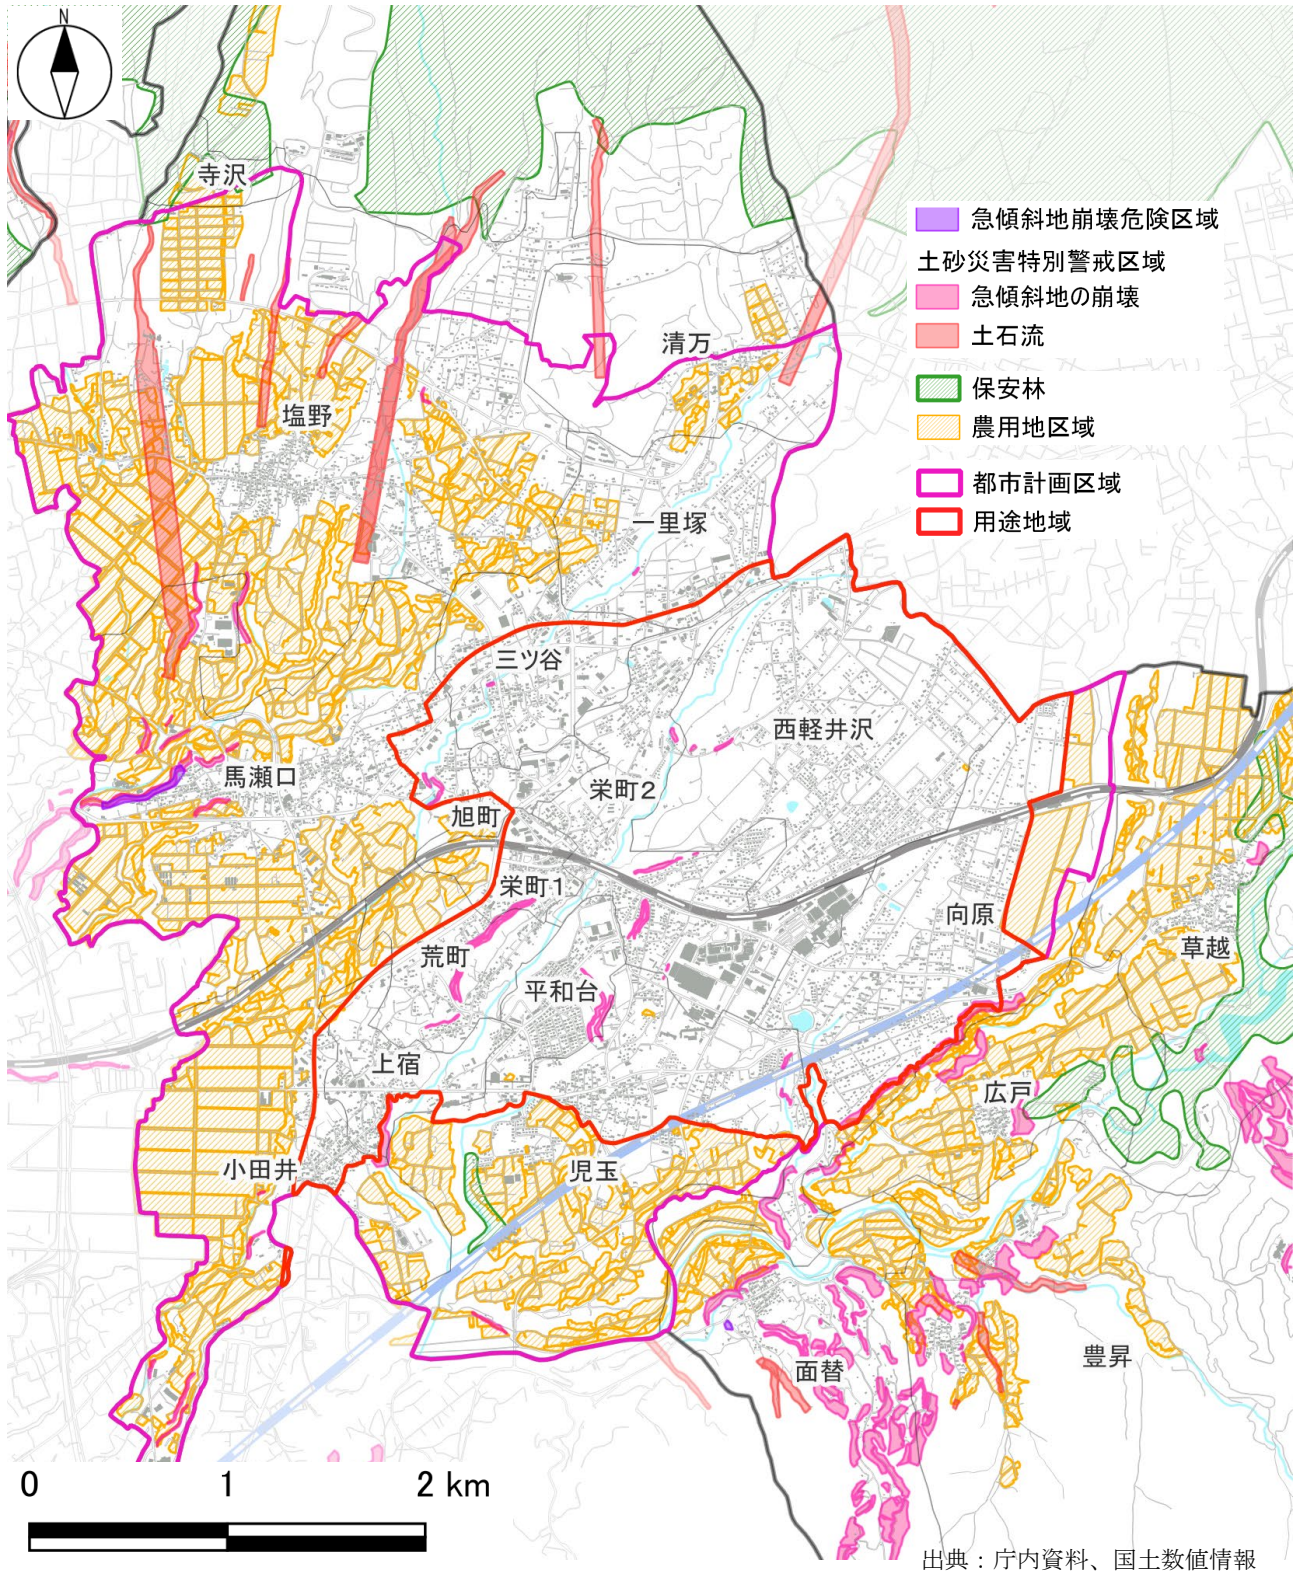 N
寺沢
急傾斜地崩壊危険区域
土砂災害特別警戒区域
急傾斜地の崩壊
土石流
清万
保安林
塩野
農用地区域
都市計画区域
一里塚
用途地域
三ツ谷
西軽井沢
馬瀬口
栄町2
旭町
栄町1
向原
荒町
草越
平和台
上宿
広戸
小田井
児玉
豊昇
面替
0 1 2 km
出典：庁内資料、国土数値情報